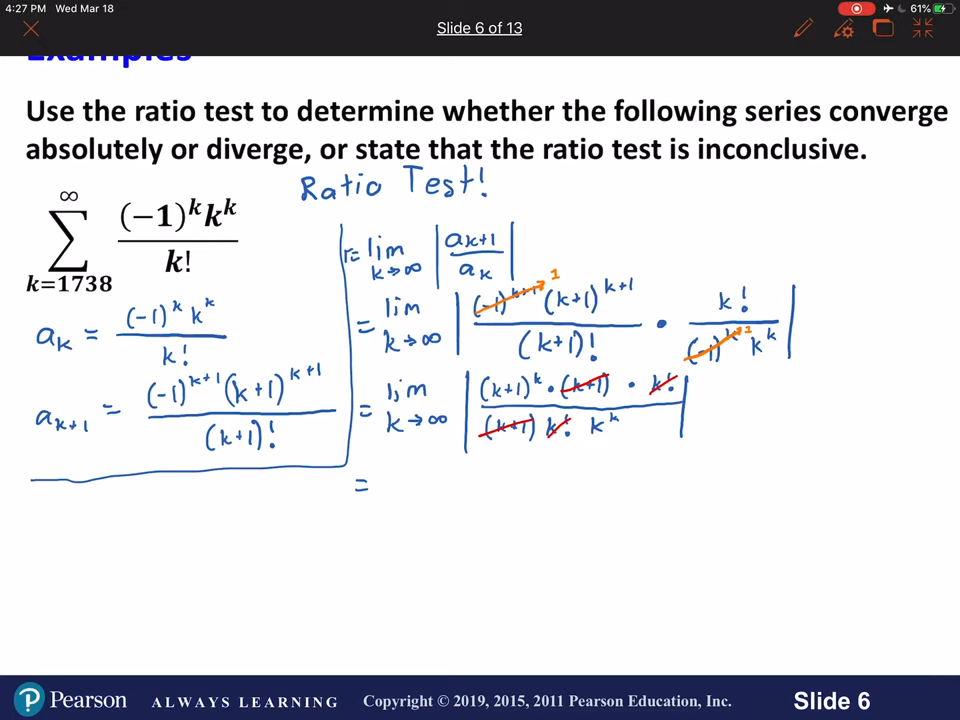 4:27 PM Wed Mar 18 61%
Slide 6 of 13
Examples
Use the ratio test to determine whether the following series converge
absolutely or diverge, or state that the ratio test is inconclusive.
Ratio Test!
∑_{k=1738}^{∞} (-1)^k k^k / k!
a_k = (-1)^k k^k / k!
a_{k+1} = (-1)^{k+1} (k+1)^{k+1} / (k+1)!
r = lim_{k→∞} | a_{k+1} / a_k |
= lim_{k→∞} | (-1)^{k+1} 1 (k+1)^{k+1} / (k+1)! · k! / (-1)^k 1 k^k |
= lim_{k→∞} | (k+1)^k · (k+1) · k! / (k+1) k! k^k |
=
Pearson ALWAYS LEARNING Copyright © 2019, 2015, 2011 Pearson Education, Inc. Slide 6